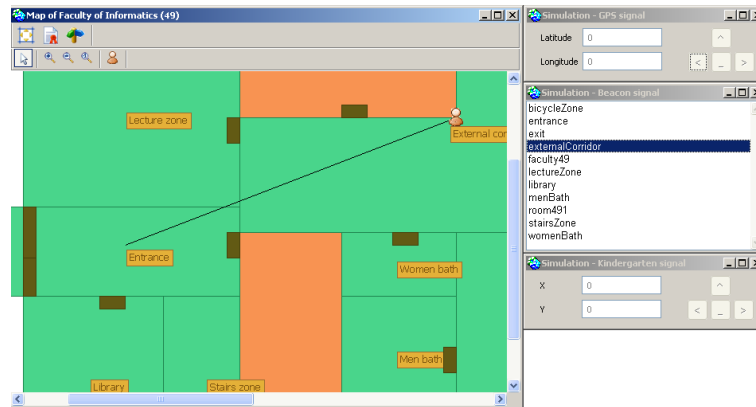 Map of Faculty of Informatics (49)
Lecture zone
External cor
Entrance
Women bath
Men bath
Library
Stairs zone
Simulation - GPS signal
Latitude 0
Longitude 0
< _ >
Simulation - Beacon signal
bicycleZone
entrance
exit
externalCorridor
faculty49
lectureZone
library
menBath
room491
stairsZone
womenBath
Simulation - Kindergarten signal
X 0
Y 0
< _ >